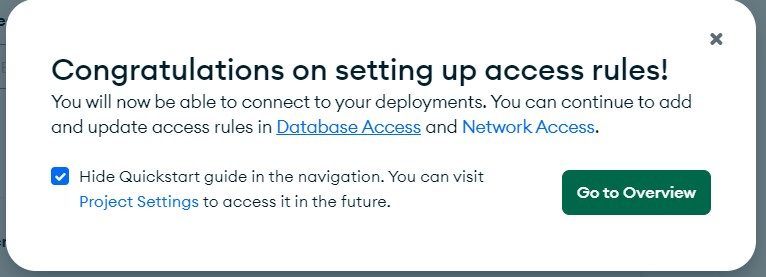 Congratulations on setting up access rules!
You will now be able to connect to your deployments. You can continue to add
and update access rules in Database Access and Network Access.
Hide Quickstart guide in the navigation. You can visit
Project Settings to access it in the future.
Go to Overview